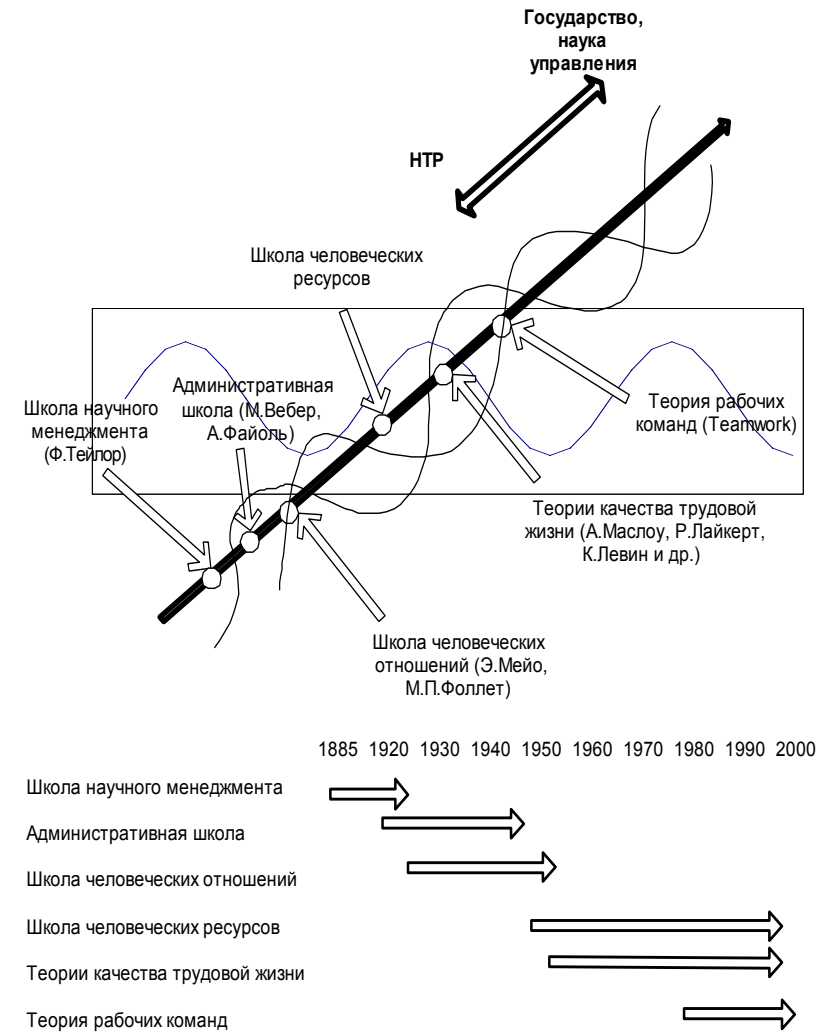 Государство,
наука
управления
НТР
Школа человеческих
ресурсов
Административная
школа (М.Вебер,
А.Файоль)
Школа научного
менеджмента
(Ф.Тейлор)
Теория рабочих
команд (Teamwork)
Теории качества трудовой
жизни (А.Маслоу, Р.Лайкерт,
К.Левин и др.)
Школа человеческих
отношений (Э.Мейо,
М.П.Фоллет)
1885 1920 1930 1940 1950 1960 1970 1980 1990 2000
Школа научного менеджмента
Административная школа
Школа человеческих отношений
Школа человеческих ресурсов
Теории качества трудовой жизни
Теория рабочих команд